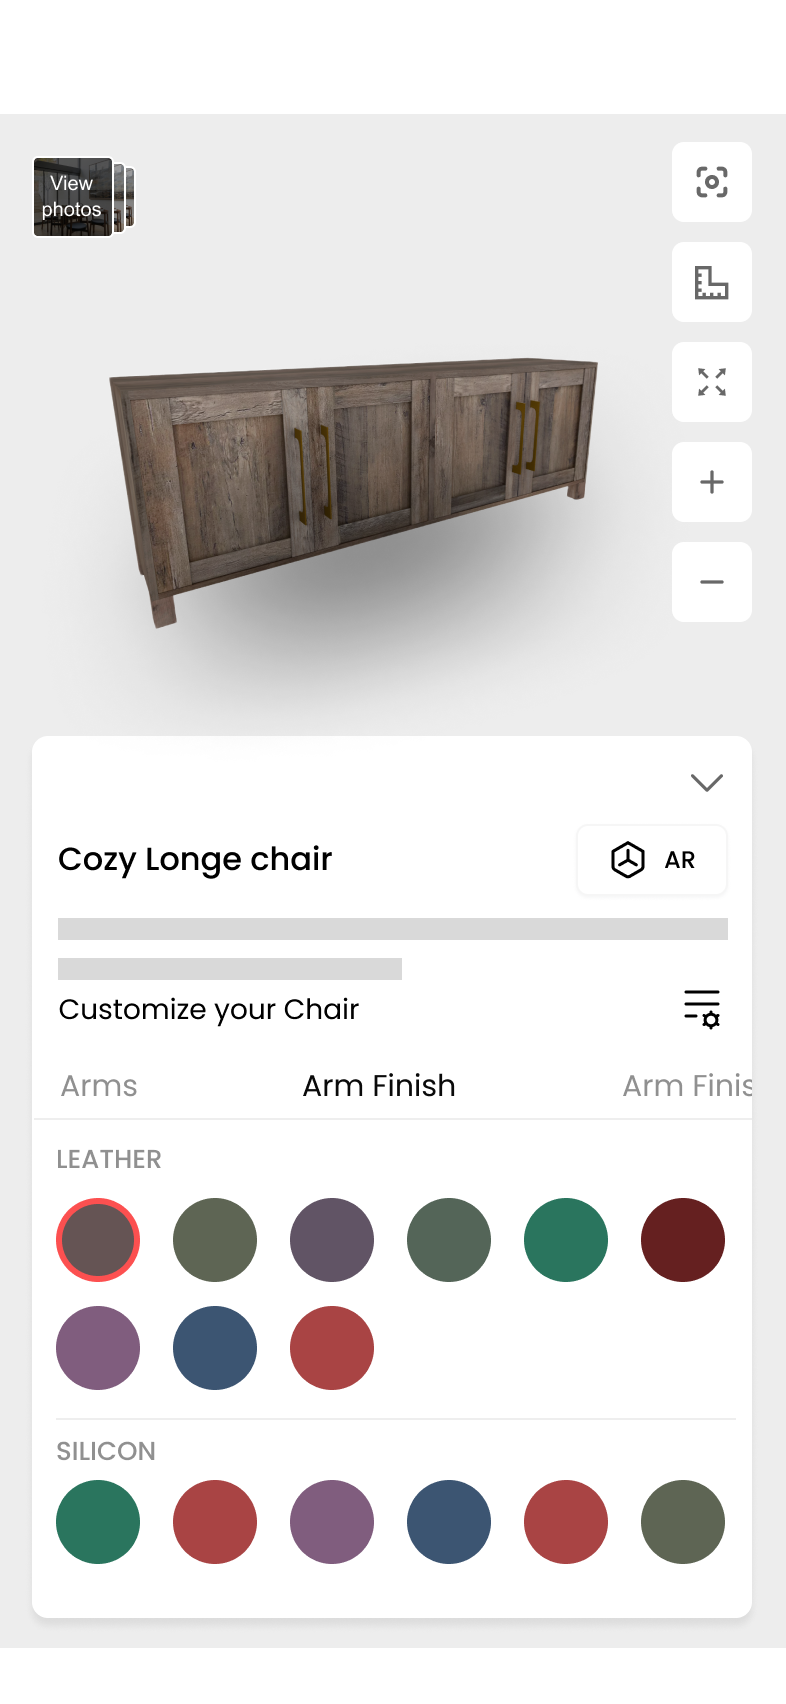 View
photos
Cozy Longe chair
AR
Customize your Chair
Arms
Arm Finish
Arm Finis
LEATHER
SILICON